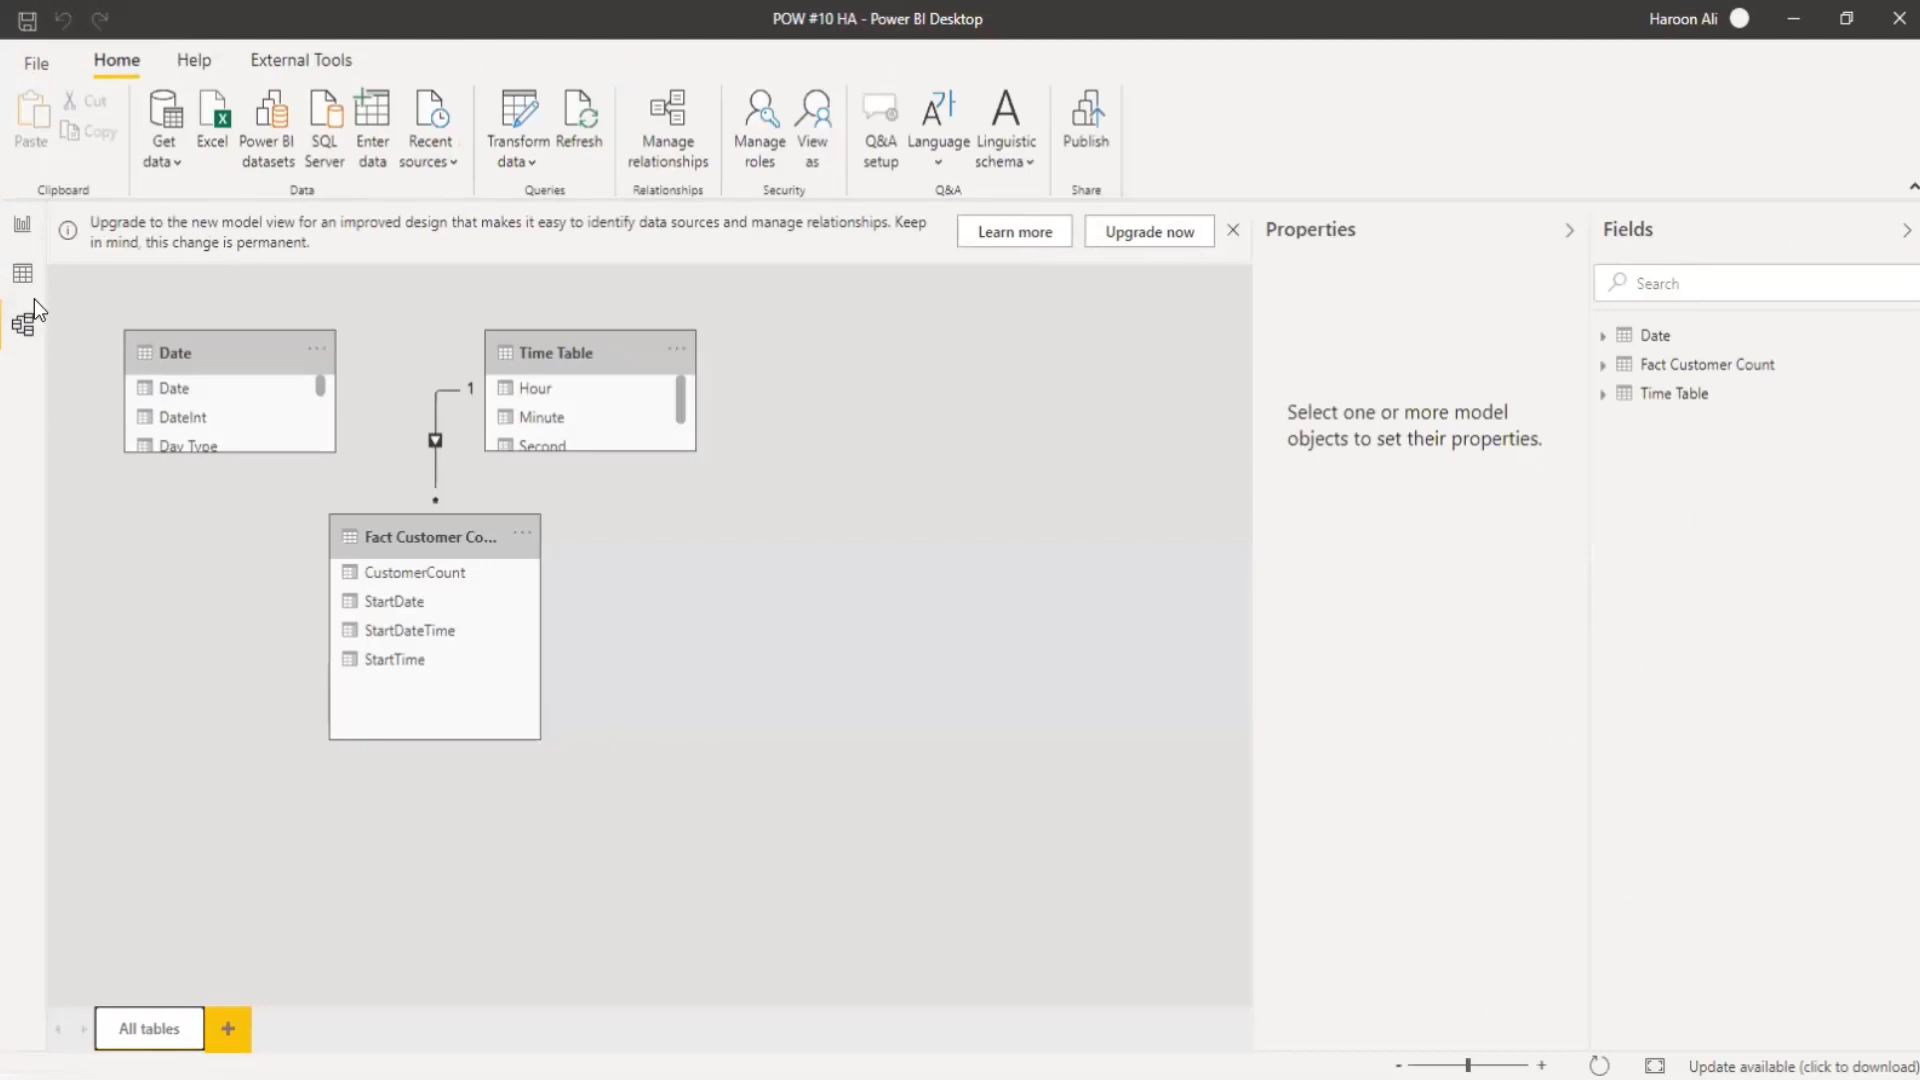 POW #10 HA - Power BI Desktop
Haroon Ali
File
Home
Help
External Tools
Paste
Cut
Copy
Clipboard
Get
data
Excel
Power BI
datasets
SQL
Server
Enter
data
Recent
sources
Data
Transform
data
Refresh
Queries
Manage
relationships
Relationships
Manage
roles
View
as
Security
Q&A
setup
Language
Linguistic
schema
Q&A
Publish
Share
Upgrade to the new model view for an improved design that makes it easy to identify data sources and manage relationships. Keep
in mind, this change is permanent.
Learn more
Upgrade now
Properties
Select one or more model
objects to set their properties.
Fields
Search
Date
Fact Customer Count
Time Table
Date
Date
DateInt
Day Type
1
*
Time Table
Hour
Minute
Second
Fact Customer Co...
CustomerCount
StartDate
StartDateTime
StartTime
All tables
+
- +
Update available (click to download)